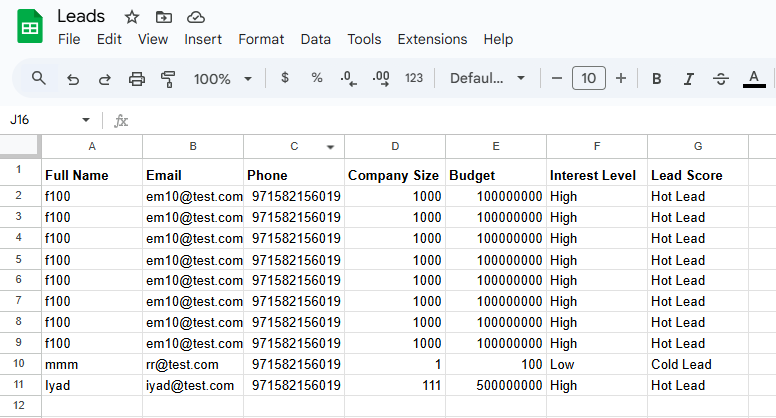 Leads
File Edit View Insert Format Data Tools Extensions Help
100% $ % .0 .00 123 Defaul... 10 B I S A
J16 fx
A B C D E F G
1 Full Name Email Phone Company Size Budget Interest Level Lead Score
2 f100 em10@test.com 971582156019 1000 100000000 High Hot Lead
3 f100 em10@test.com 971582156019 1000 100000000 High Hot Lead
4 f100 em10@test.com 971582156019 1000 100000000 High Hot Lead
5 f100 em10@test.com 971582156019 1000 100000000 High Hot Lead
6 f100 em10@test.com 971582156019 1000 100000000 High Hot Lead
7 f100 em10@test.com 971582156019 1000 100000000 High Hot Lead
8 f100 em10@test.com 971582156019 1000 100000000 High Hot Lead
9 f100 em10@test.com 971582156019 1000 100000000 High Hot Lead
10 mmm rr@test.com 971582156019 1 100 Low Cold Lead
11 Iyad iyad@test.com 971582156019 111 500000000 High Hot Lead
12